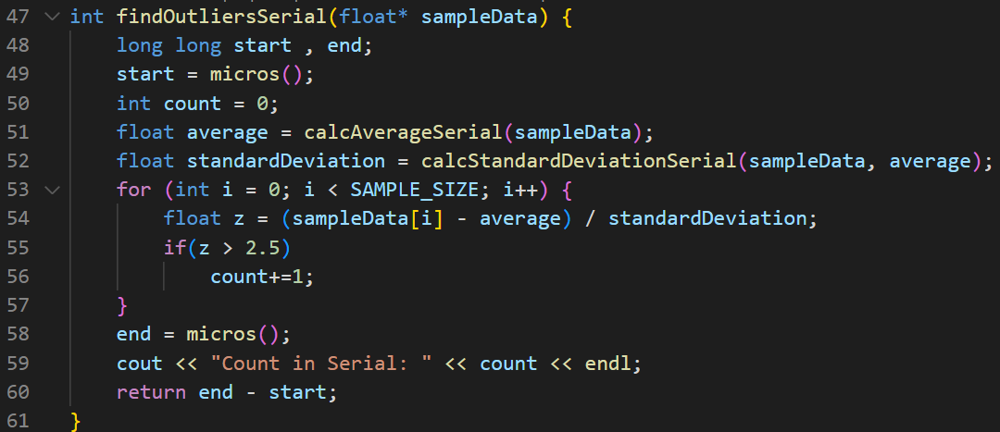 47 int findOutliersSerial(float* sampleData) {
48     long long start , end;
49     start = micros();
50     int count = 0;
51     float average = calcAverageSerial(sampleData);
52     float standardDeviation = calcStandardDeviationSerial(sampleData, average);
53     for (int i = 0; i < SAMPLE_SIZE; i++) {
54         float z = (sampleData[i] - average) / standardDeviation;
55         if(z > 2.5)
56             count+=1;
57     }
58     end = micros();
59     cout << "Count in Serial: " << count << endl;
60     return end - start;
61 }